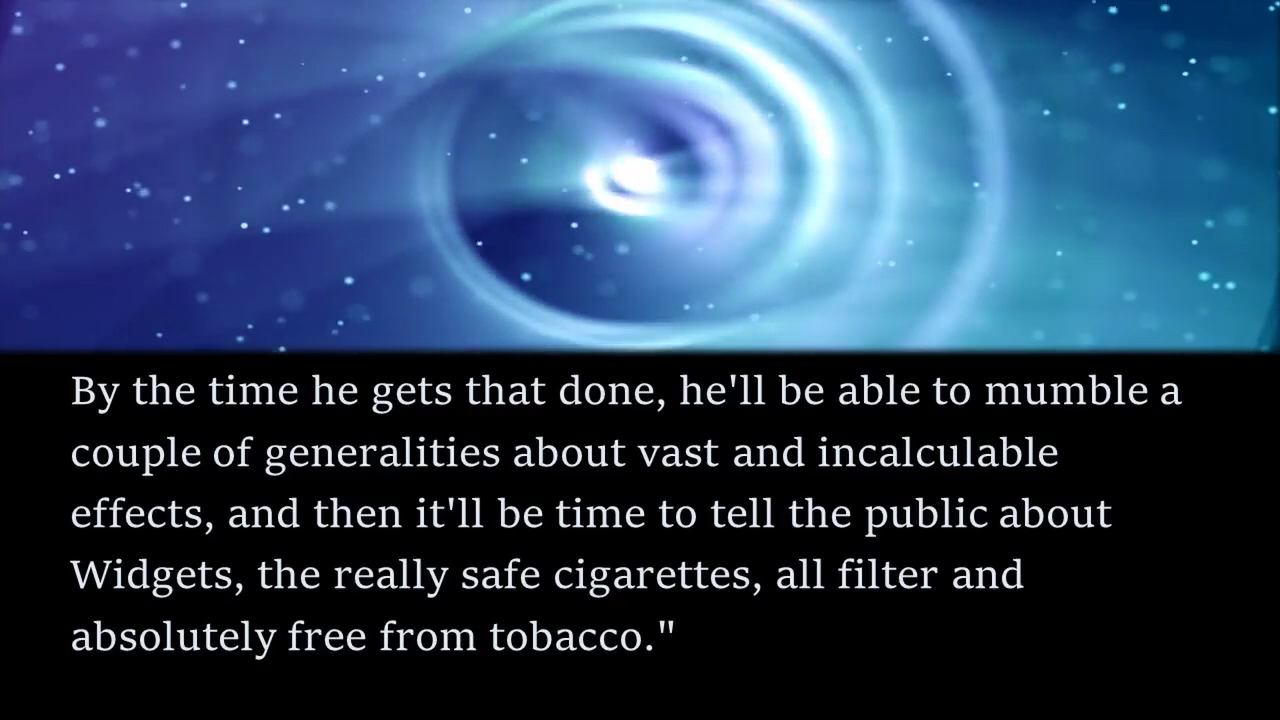 By the time he gets that done, he'll be able to mumble a
couple of generalities about vast and incalculable
effects, and then it'll be time to tell the public about
Widgets, the really safe cigarettes, all filter and
absolutely free from tobacco."